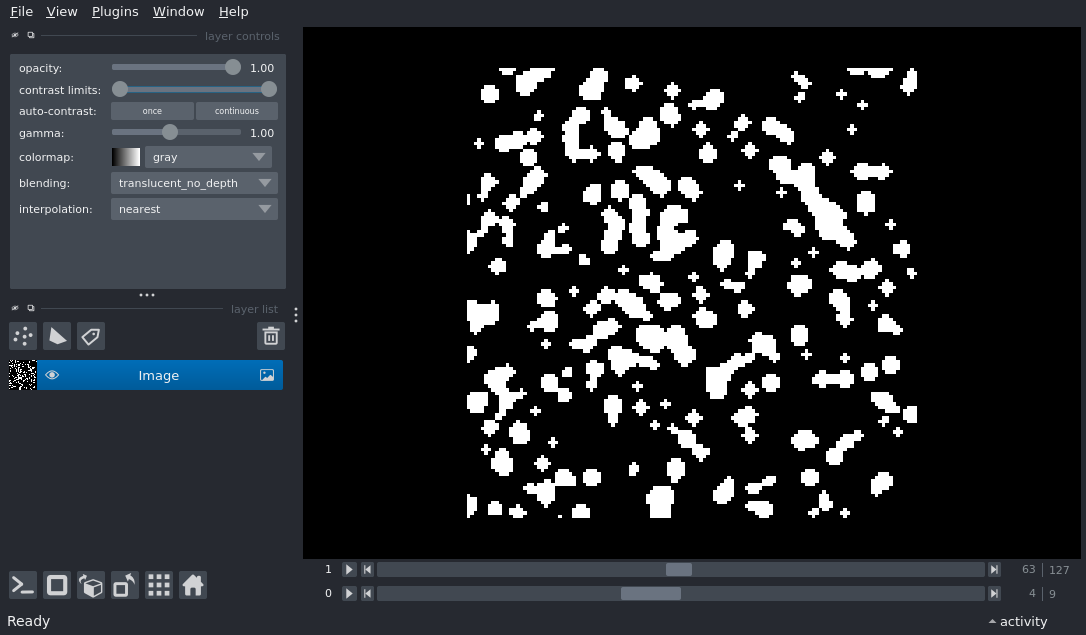 File View Plugins Window Help
layer controls
opacity: 1.00
contrast limits:
auto-contrast: once continuous
gamma: 1.00
colormap: gray
blending: translucent_no_depth
interpolation: nearest
layer list
Image
1 63 127
0 4 9
Ready activity